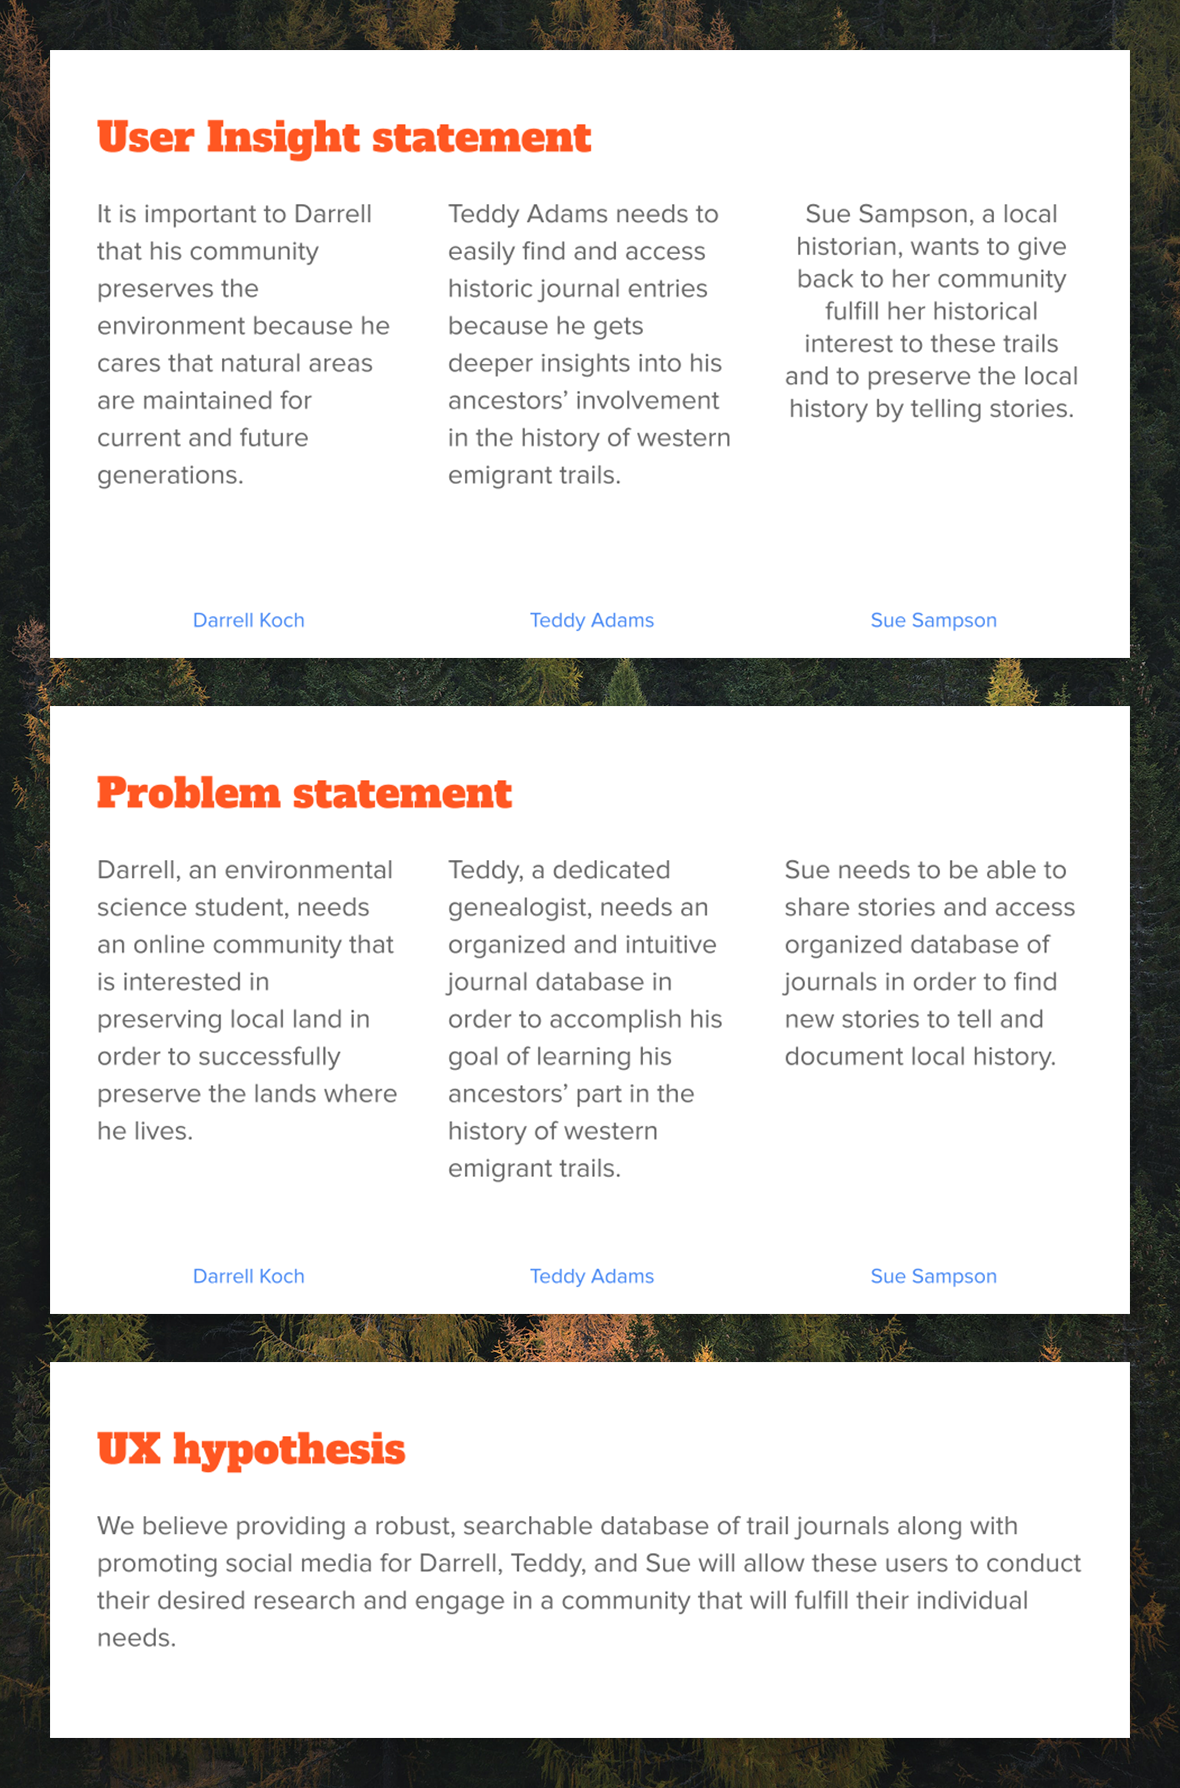 User Insight statement
It is important to Darrell
that his community
preserves the
environment because he
cares that natural areas
are maintained for
current and future
generations.
Darrell Koch
Teddy Adams needs to
easily find and access
historic journal entries
because he gets
deeper insights into his
ancestors’ involvement
in the history of western
emigrant trails.
Teddy Adams
Sue Sampson, a local
historian, wants to give
back to her community
fulfill her historical
interest to these trails
and to preserve the local
history by telling stories.
Sue Sampson
Problem statement
Darrell, an environmental
science student, needs
an online community that
is interested in
preserving local land in
order to successfully
preserve the lands where
he lives.
Darrell Koch
Teddy, a dedicated
genealogist, needs an
organized and intuitive
journal database in
order to accomplish his
goal of learning his
ancestors’ part in the
history of western
emigrant trails.
Teddy Adams
Sue needs to be able to
share stories and access
organized database of
journals in order to find
new stories to tell and
document local history.
Sue Sampson
UX hypothesis
We believe providing a robust, searchable database of trail journals along with
promoting social media for Darrell, Teddy, and Sue will allow these users to conduct
their desired research and engage in a community that will fulfill their individual
needs.